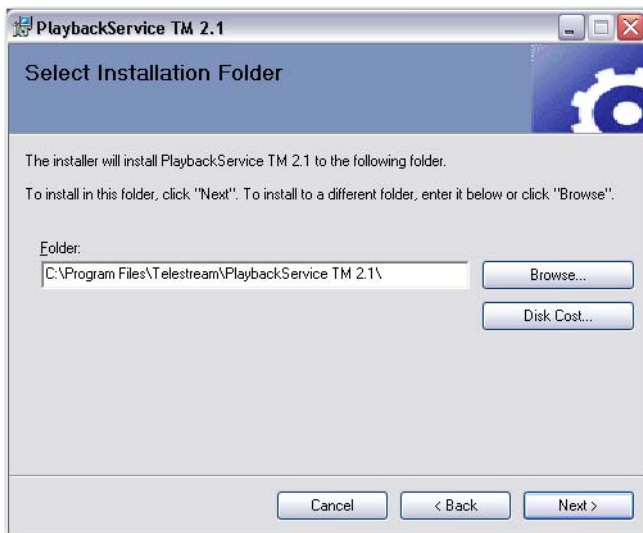 PlaybackService TM 2.1
Select Installation Folder
The installer will install PlaybackService TM 2.1 to the following folder.
To install in this folder, click "Next". To install to a different folder, enter it below or click "Browse".
Folder:
C:\Program Files\Telestream\PlaybackService TM 2.1\
Browse...
Disk Cost...
Cancel
< Back
Next >